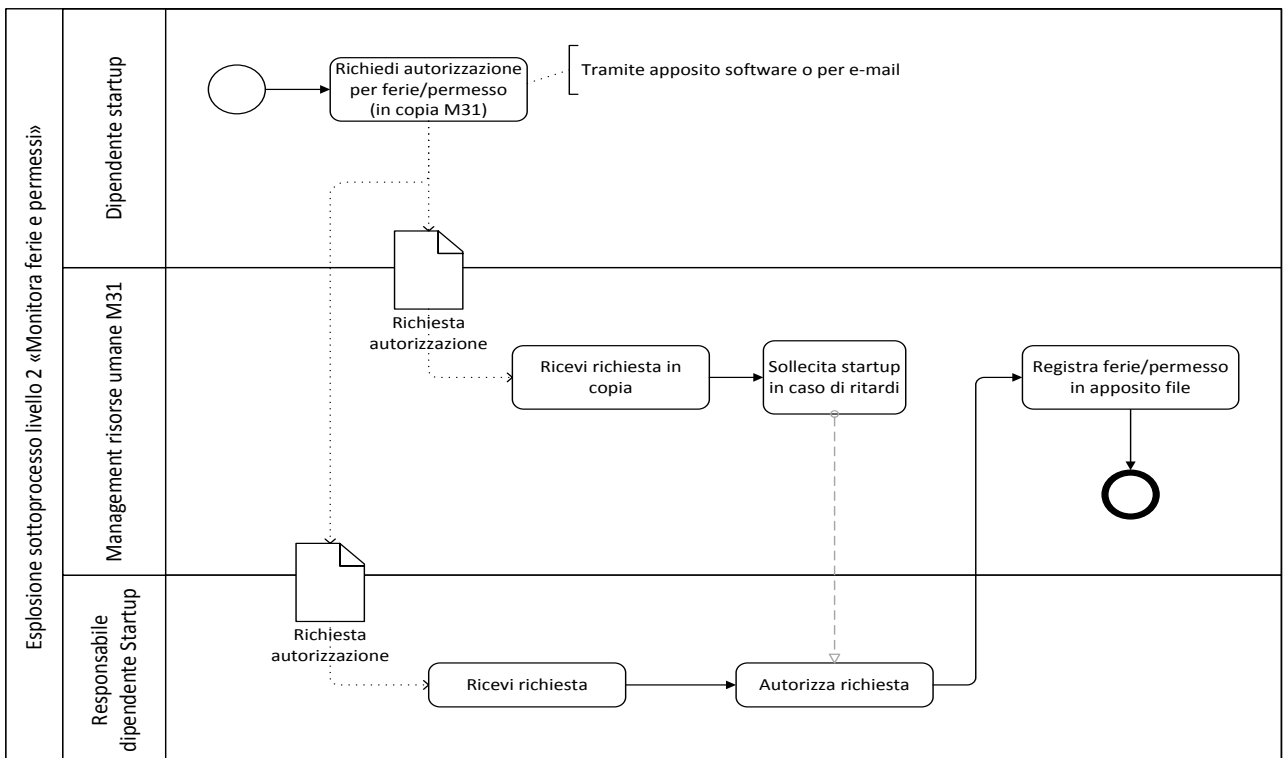 Esplosione sottoprocesso livello 2 «Monitora ferie e permessi»
Dipendente startup
Richiedi autorizzazione
per ferie/permesso
(in copia M31)
Tramite apposito software o per e-mail
Management risorse umane M31
Richiesta
autorizzazione
Ricevi richiesta in
copia
Sollecita startup
in caso di ritardi
Registra ferie/permesso
in apposito file
Responsabile
dipendente Startup
Richiesta
autorizzazione
Ricevi richiesta
Autorizza richiesta